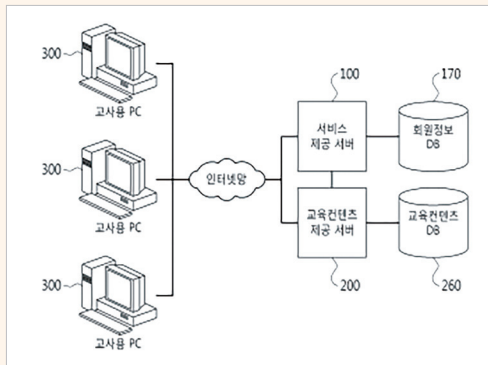 300
고사용 PC
300
고사용 PC
300
고사용 PC
인터넷망
100
서비스
제공 서버
170
회원정보
DB
교육컨텐츠
제공 서버
200
교육컨텐츠
DB
260